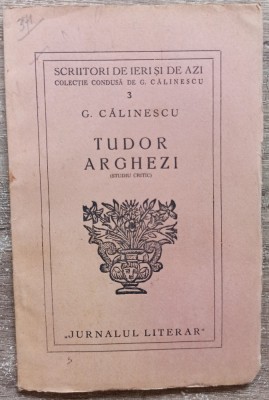 SCRIITORI DE IERI ȘI DE AZI
COLECȚIE CONDUSĂ DE G. CĂLINESCU
3
G. CĂLINESCU
TUDOR
ARGHEZI
(STUDIU CRITIC)
„JURNALUL LITERAR"